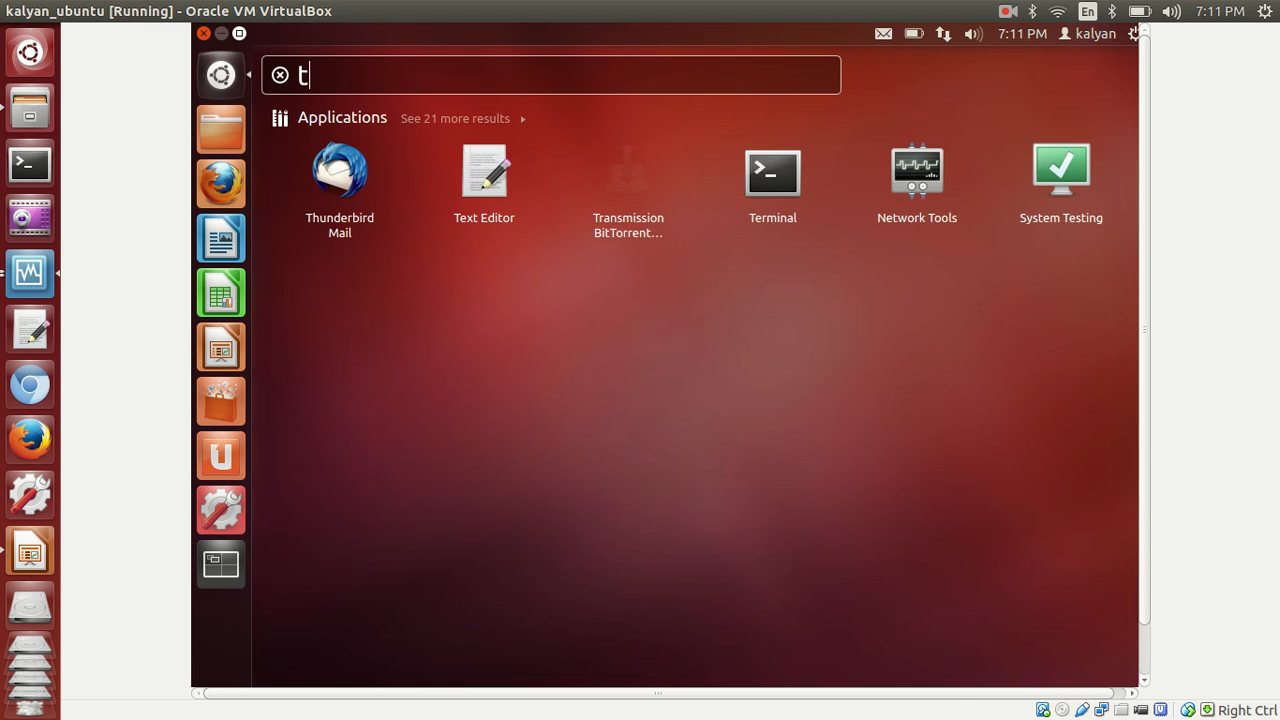 kalyan_ubuntu [Running] - Oracle VM VirtualBox
En
7:11 PM
7:11 PM
kalyan
t
Applications
See 21 more results
Thunderbird
Mail
Text Editor
Transmission
BitTorrent...
Terminal
Network Tools
System Testing
Right Ctrl